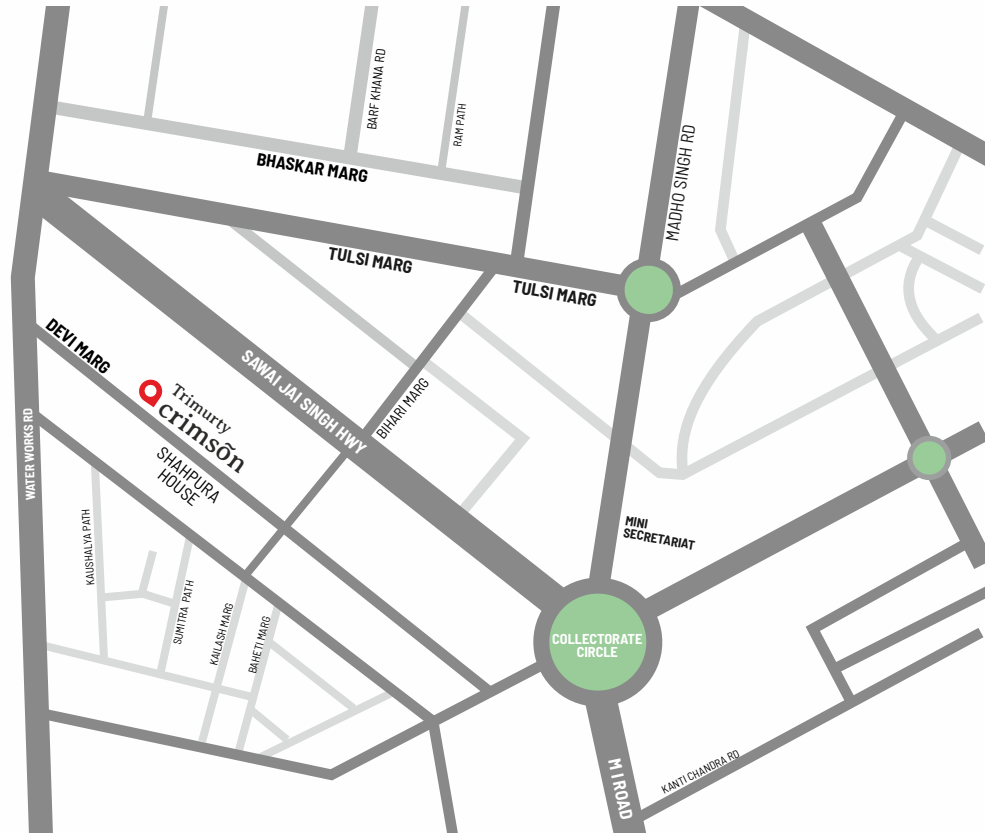 BARF KHANA RD
RAM PATH
BHASKAR MARG
MADHO SINGH RD
TULSI MARG
TULSI MARG
DEVI MARG
SAWAI JAI SINGH HWY
BIHARI MARG
Trimurty
crimsõn
SHAHPURA
HOUSE
WATER WORKS RD
KAUSHALYA PATH
SUMITRA PATH
KAILASH MARG
BAHETI MARG
MINI
SECRETARIAT
COLLECTORATE
CIRCLE
M I ROAD
KANTI CHANDRA RD